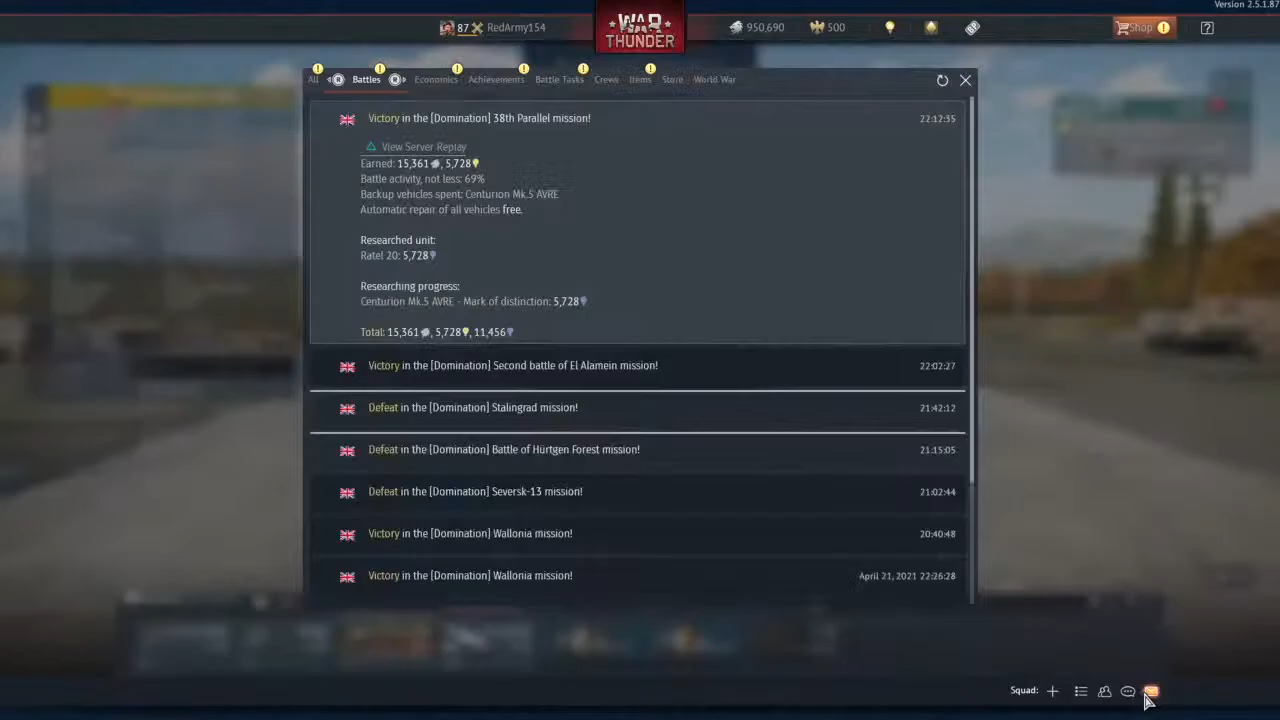 Version 2.5.1.87
87 RedArmy154
WAR THUNDER
950,690
500
Shop
All Battles Economics Achievements Battle Tasks Crews Items Store World War
Victory in the [Domination] 38th Parallel mission! 22:12:35
View Server Replay
Earned: 15,361, 5,728
Battle activity, not less: 69%
Backup vehicles spent: Centurion Mk.5 AVRE
Automatic repair of all vehicles free.
Researched unit:
Ratel 20: 5,728
Researching progress:
Centurion Mk.5 AVRE - Mark of distinction: 5,728
Total: 15,361, 5,728, 11,456
Victory in the [Domination] Second battle of El Alamein mission! 22:02:27
Defeat in the [Domination] Stalingrad mission! 21:42:12
Defeat in the [Domination] Battle of Hürtgen Forest mission! 21:15:05
Defeat in the [Domination] Seversk-13 mission! 21:02:44
Victory in the [Domination] Wallonia mission! 20:40:48
Victory in the [Domination] Wallonia mission! April 21, 2021 22:26:28
Squad: